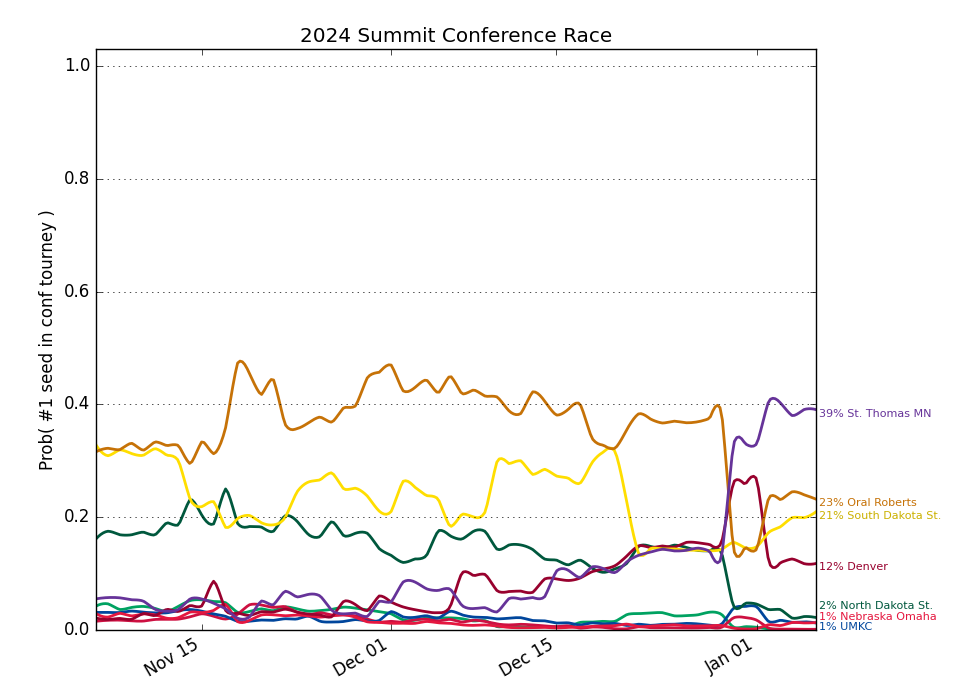 2024 Summit Conference Race
Prob( #1 seed in conf tourney )
1.0
0.8
0.6
0.4
0.2
0.0
Nov 15
Dec 01
Dec 15
Jan 01
39% St. Thomas MN
23% Oral Roberts
21% South Dakota St.
12% Denver
2% North Dakota St.
1% Nebraska Omaha
1% UMKC